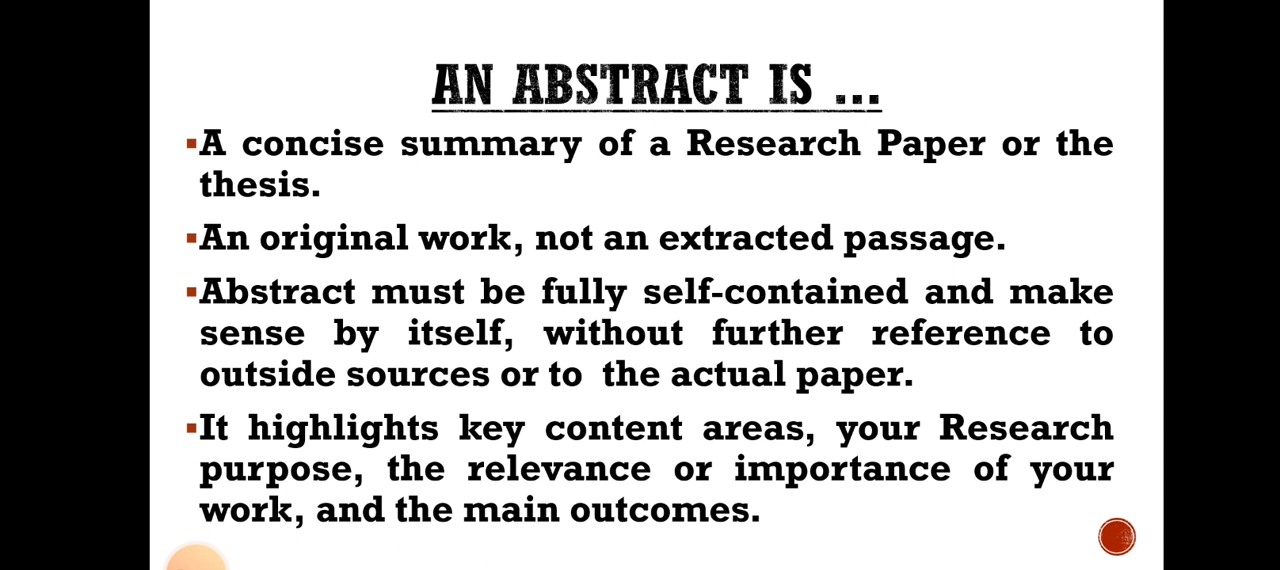 AN ABSTRACT IS ...
▪A concise summary of a Research Paper or the
thesis.
▪An original work, not an extracted passage.
▪Abstract must be fully self-contained and make
sense by itself, without further reference to
outside sources or to  the actual paper.
▪It highlights key content areas, your Research
purpose, the relevance or importance of your
work, and the main outcomes.